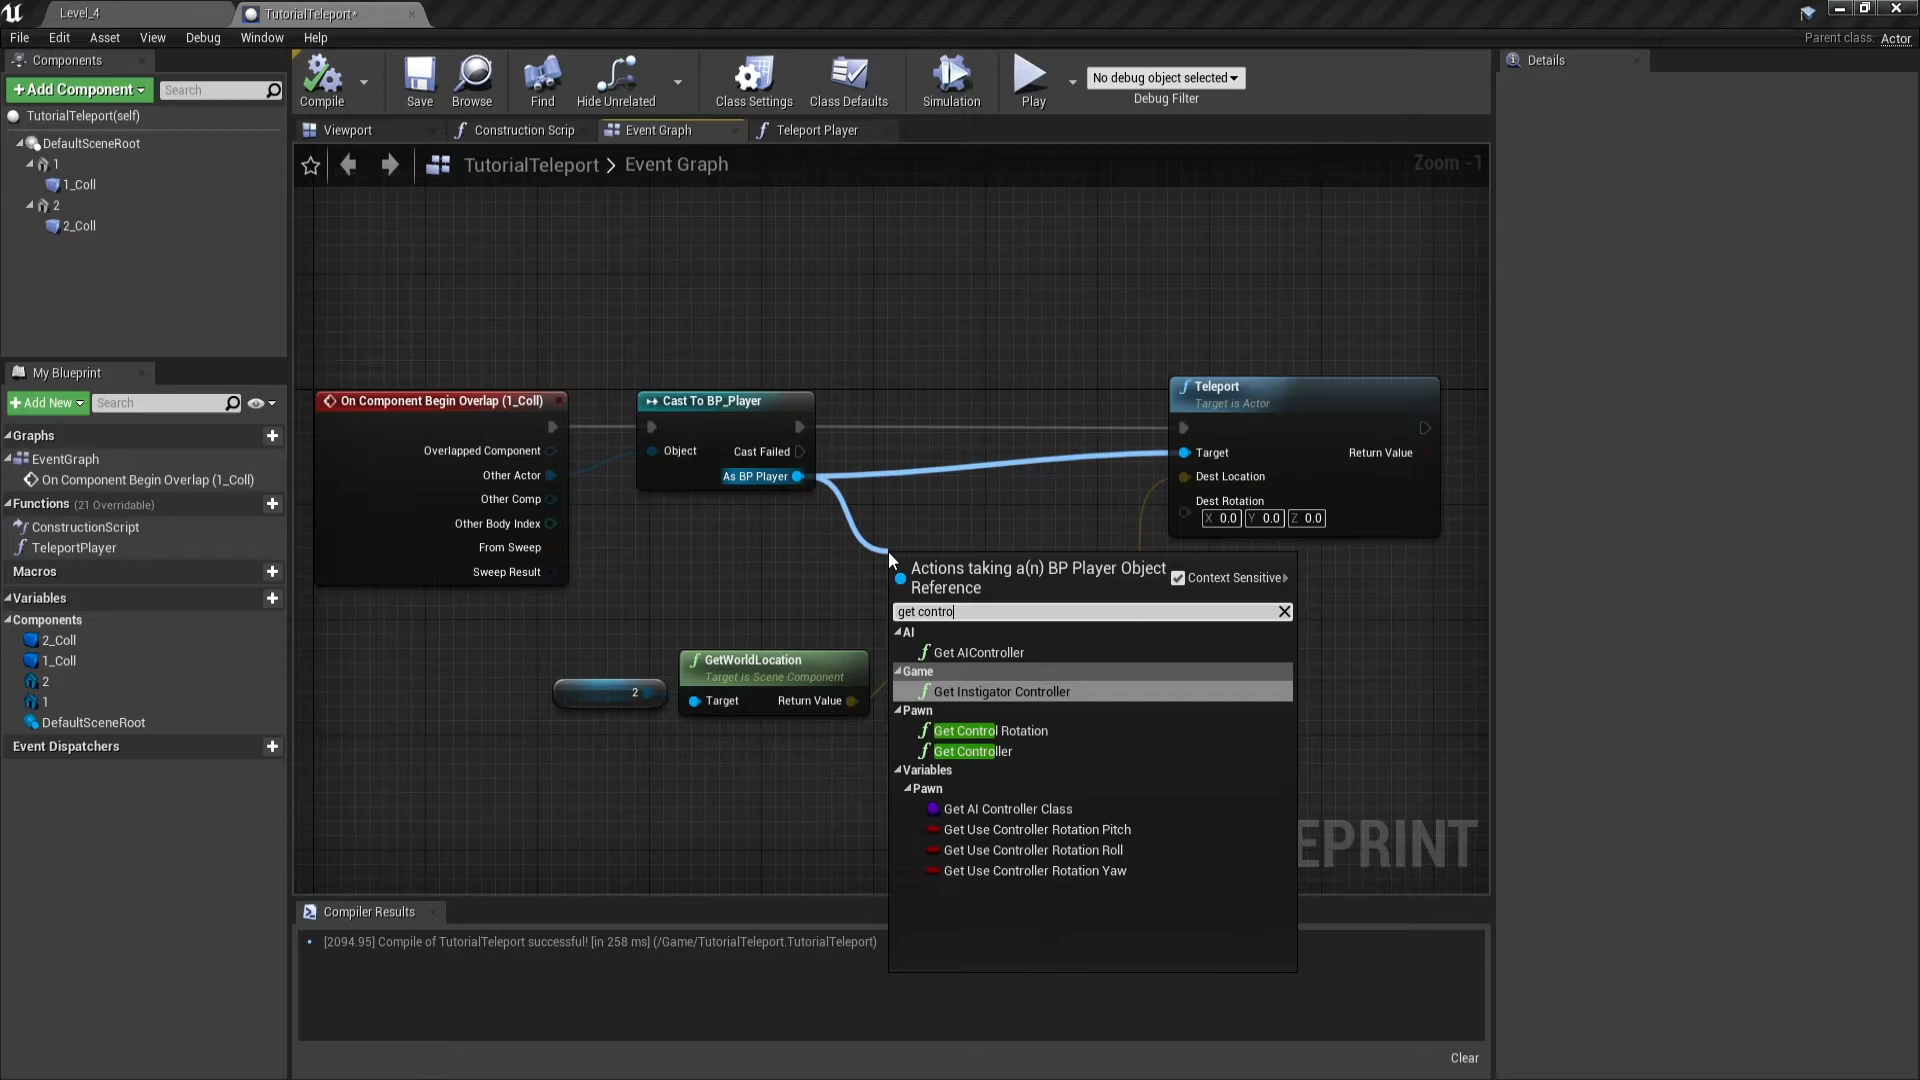 Level_4
TutorialTeleport*
File Edit Asset View Debug Window Help
Parent class: Actor
Components
+Add Component
Search
TutorialTeleport(self)
DefaultSceneRoot
1
1_Coll
2
2_Coll
Compile
Save
Browse
Find
Hide Unrelated
Class Settings
Class Defaults
Simulation
Play
No debug object selected
Debug Filter
Details
Viewport
Construction Scrip
Event Graph
Teleport Player
TutorialTeleport > Event Graph
Zoom -1
My Blueprint
+Add New
Search
Graphs
EventGraph
On Component Begin Overlap (1_Coll)
Functions (21 Overridable)
ConstructionScript
TeleportPlayer
Macros
Variables
Components
2_Coll
1_Coll
2
1
DefaultSceneRoot
Event Dispatchers
On Component Begin Overlap (1_Coll)
Overlapped Component
Other Actor
Other Comp
Other Body Index
From Sweep
Sweep Result
Cast To BP_Player
Object
Cast Failed
As BP Player
Teleport
Target is Actor
Target
Return Value
Dest Location
Dest Rotation
X 0.0 Y 0.0 Z 0.0
2
GetWorldLocation
Target is Scene Component
Target
Return Value
Actions taking a(n) BP Player Object
Reference
Context Sensitive
get contro
AI
Get AIController
Game
Get Instigator Controller
Pawn
Get Control Rotation
Get Controller
Variables
Pawn
Get AI Controller Class
Get Use Controller Rotation Pitch
Get Use Controller Rotation Roll
Get Use Controller Rotation Yaw
EPRINT
Compiler Results
[2094.95] Compile of TutorialTeleport successful! [in 258 ms] (/Game/TutorialTeleport.TutorialTeleport)
Clear